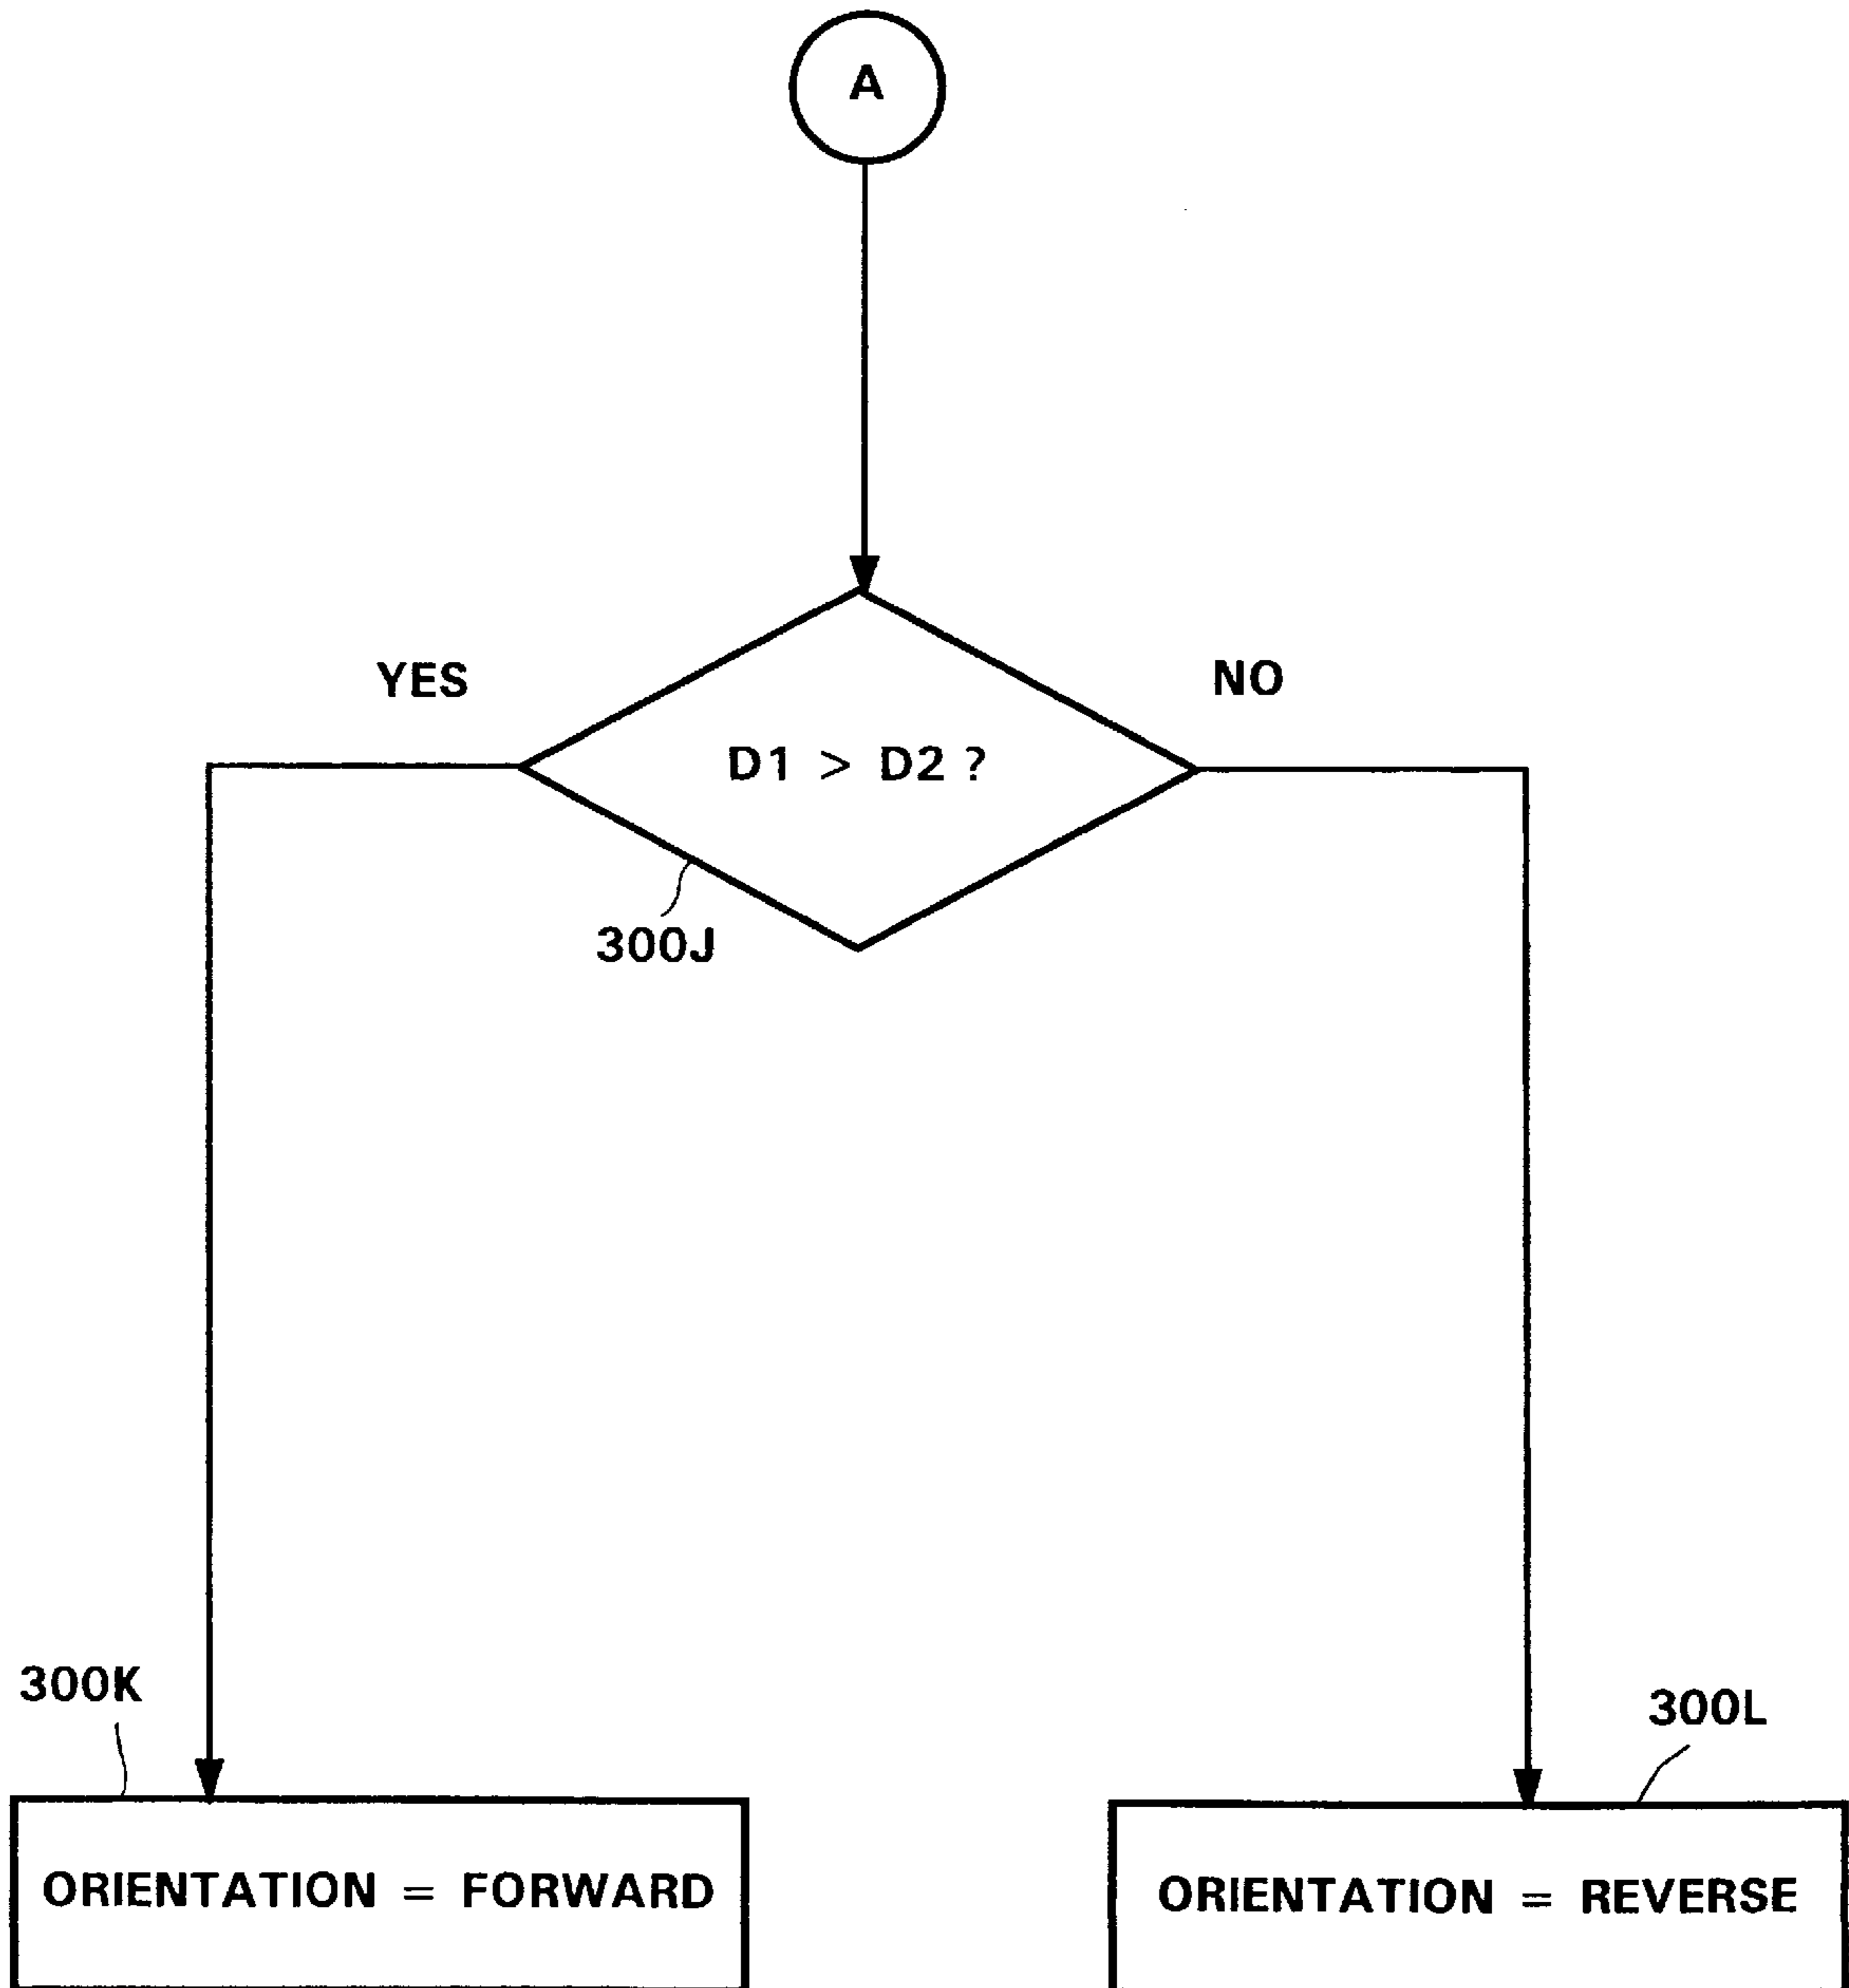 A
YES
NO
D1 > D2 ?
300J
300K
300L
ORIENTATION = FORWARD
ORIENTATION = REVERSE